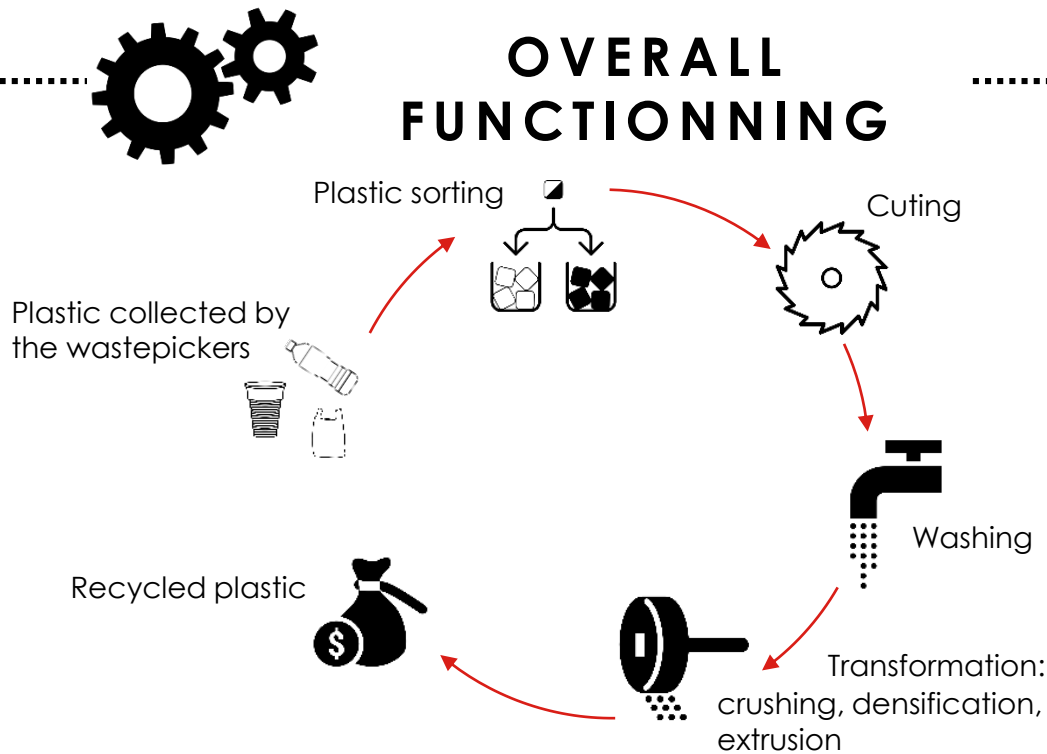 OVERALL
FUNCTIONNING
Plastic sorting
Cuting
Plastic collected by
the wastepickers
Washing
Recycled plastic
$
Transformation:
crushing, densification,
extrusion